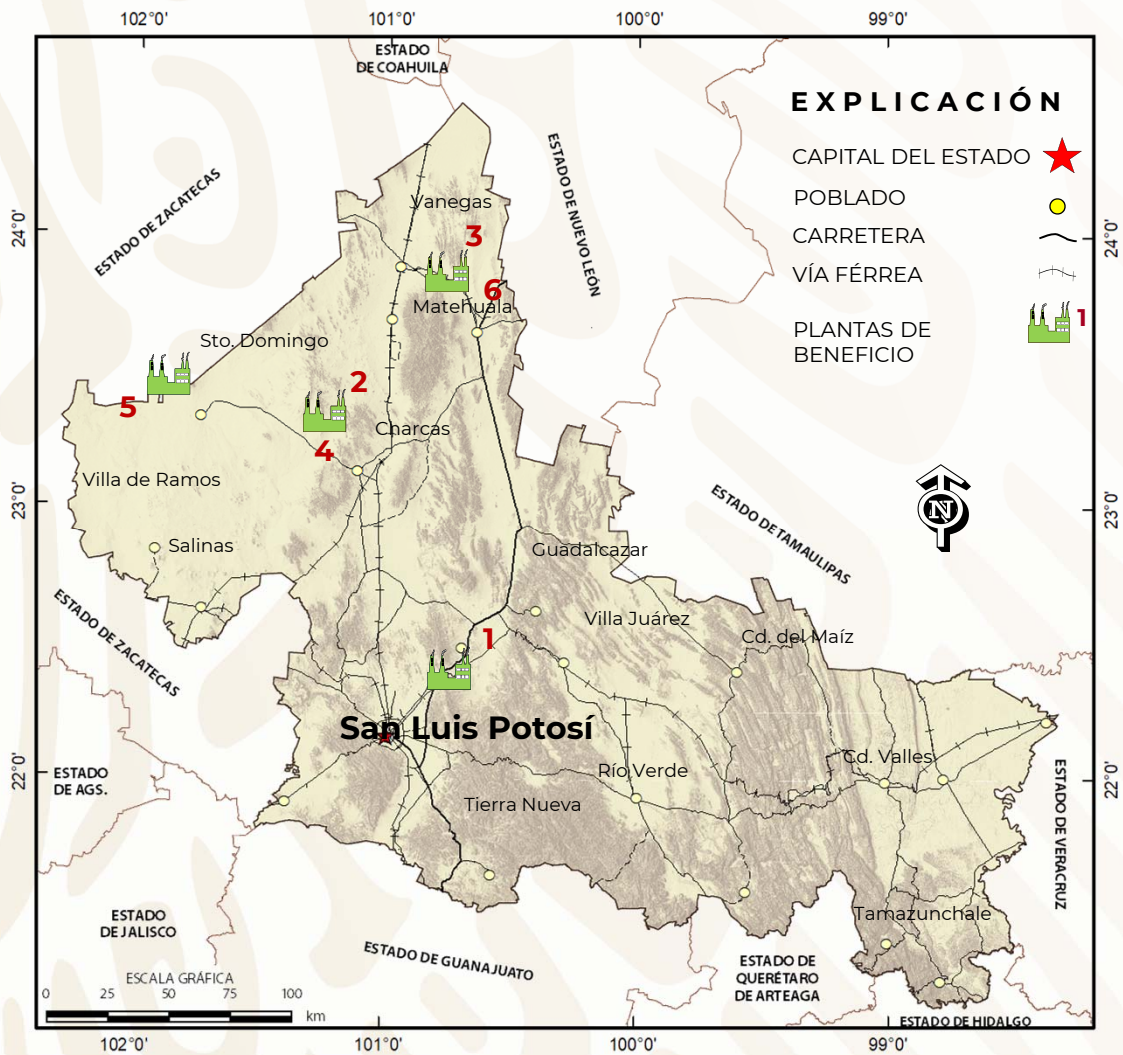 102°0'
101°0'
100°0'
99°0'
ESTADO
DE COAHUILA
EXPLICACIÓN
CAPITAL DEL ESTADO
POBLADO
CARRETERA
VÍA FÉRREA
PLANTAS DE
BENEFICIO
1
ESTADO DE ZACATECAS
ESTADO DE NUEVO LEÓN
24°0'
24°0'
Vanegas
3
6
Matehuala
Sto. Domingo
2
5
Charcas
4
Villa de Ramos
23°0'
23°0'
N
ESTADO DE TAMAULIPAS
Salinas
Guadalcazar
ESTADO DE ZACATECAS
Villa Juárez
1
Cd. del Maíz
San Luis Potosí
Cd. Valles
22°0'
22°0'
ESTADO
DE AGS.
Río Verde
Tierra Nueva
ESTADO DE VERACRUZ
Tamazunchale
ESTADO
DE JALISCO
ESTADO DE GUANAJUATO
ESTADO DE
QUERÉTARO
DE ARTEAGA
ESCALA GRÁFICA
0 25 50 75 100
km
ESTADO DE HIDALGO
102°0'
101°0'
100°0'
99°0'